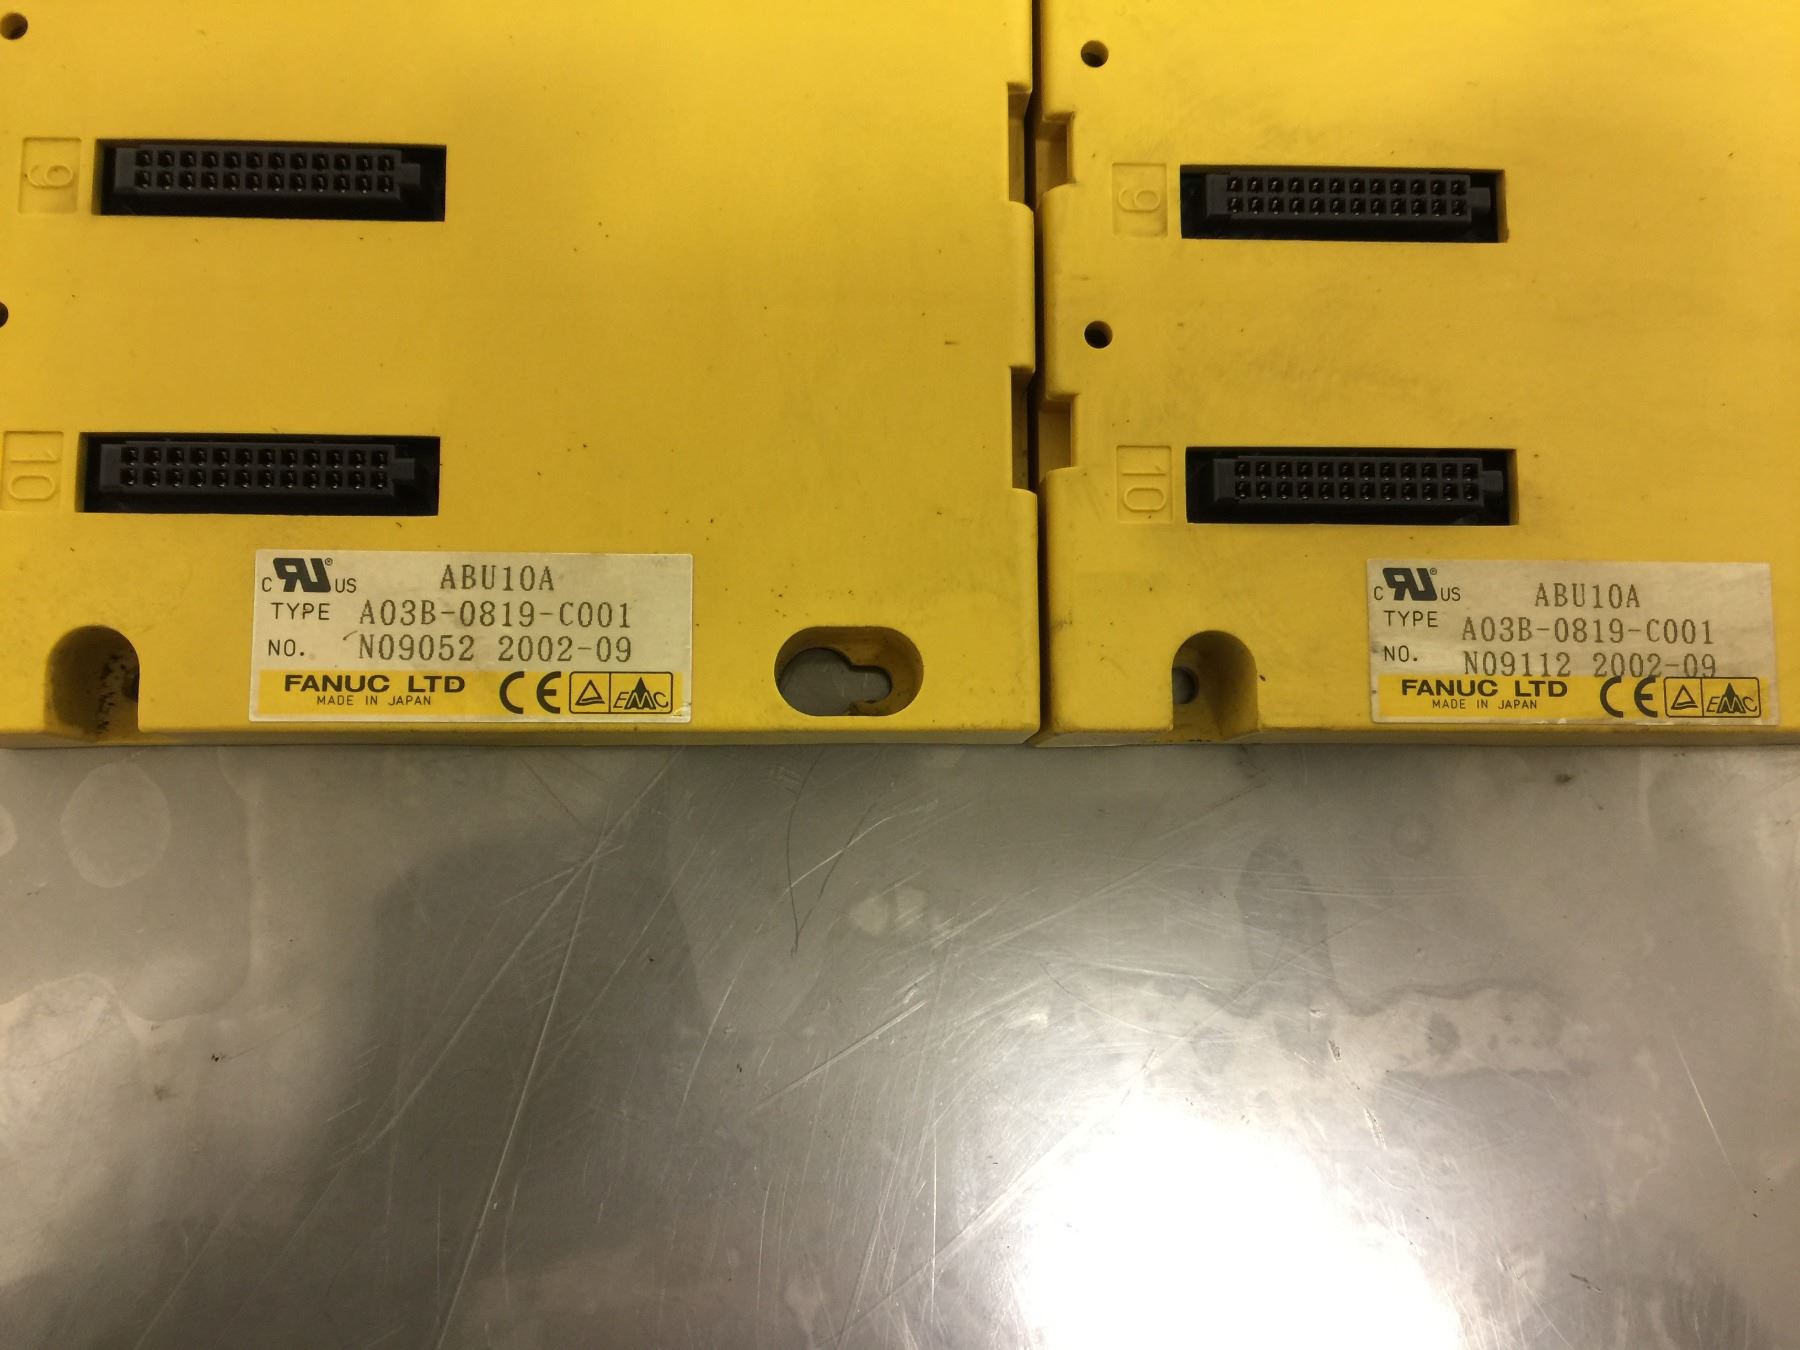 9
10
c RU ® US
ABU10A
TYPE A03B-0819-C001
NO. N09052 2002-09
FANUC LTD CE EMC
MADE IN JAPAN
9
10
c RU ® US
ABU10A
TYPE A03B-0819-C001
NO. N09112 2002-09
FANUC LTD CE EMC
MADE IN JAPAN